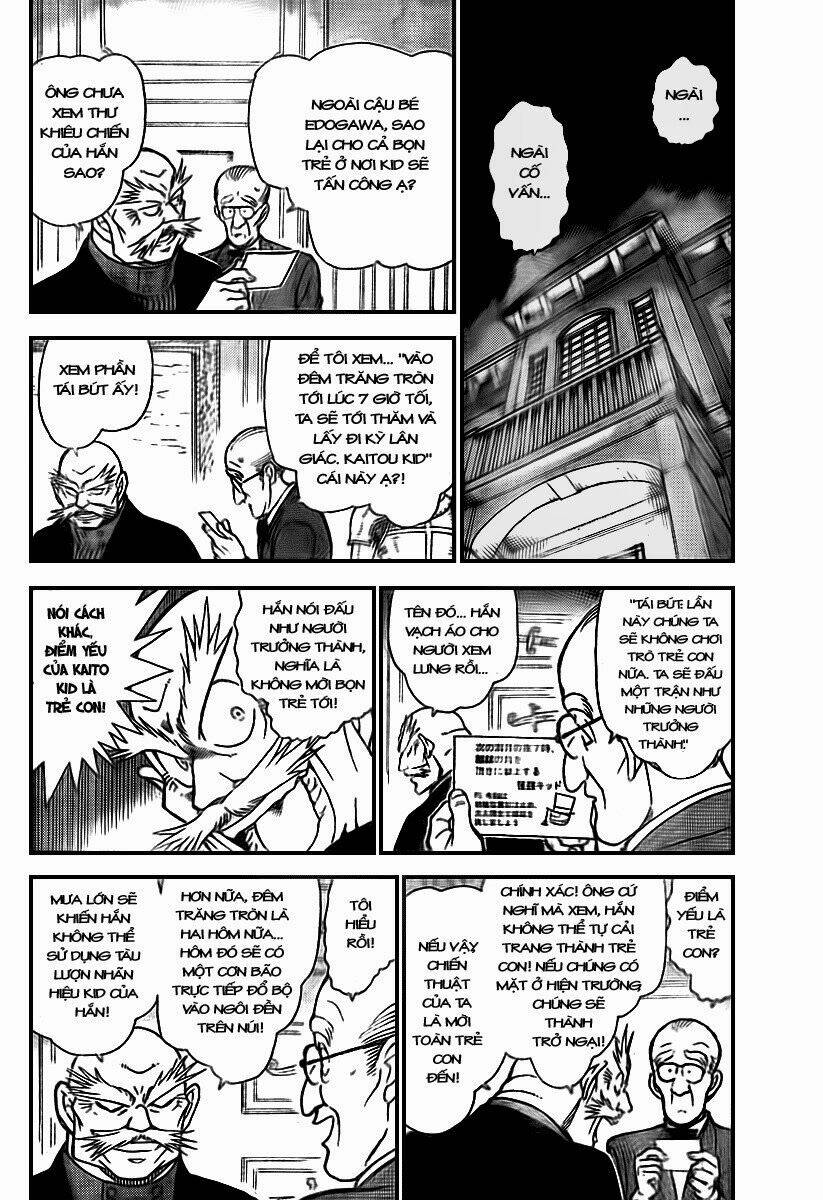 NGÀI
...
NGÀI
CỐ
VẤN...
NGOÀI CẬU BÉ
EDOGAWA, SAO
LẠI CHO CẢ BỌN
TRẺ Ở NƠI KID SẼ
TẤN CÔNG Ạ?
ÔNG CHƯA
XEM THƯ
KHIÊU CHIẾN
CỦA HẮN
SAO?
ĐỂ TÔI XEM... "VÀO
ĐÊM TRĂNG TRÒN
TỚI LÚC 7 GIỜ TỐI,
TA SẼ TỚI THĂM VÀ
LẤY ĐI KỲ LÂN
GIÁC. KAITOU KID"
CÁI NÀY Ạ?!
XEM PHẦN
TÁI BÚT ẤY!
"TÁI BÚT: LẦN
NÀY CHÚNG TA
SẼ KHÔNG CHƠI
TRÒ TRẺ CON
NỮA. TA SẼ ĐẤU
MỘT TRẬN NHƯ
NHỮNG NGƯỜI
TRƯỞNG
THÀNH."
TÊN ĐÓ... HẮN
VẠCH ÁO CHO
NGƯỜI XEM
LƯNG RỒI...
HẮN NÓI ĐẤU
NHƯ NGƯỜI
TRƯỞNG THÀNH,
NGHĨA LÀ
KHÔNG MỜI BỌN
TRẺ TỚI!
NÓI CÁCH
KHÁC,
ĐIỂM YẾU
CỦA KAITO
KID LÀ
TRẺ CON!
ĐIỂM
YẾU LÀ
TRẺ
CON?
CHÍNH XÁC! ÔNG CỨ
NGHĨ MÀ XEM, HẮN
KHÔNG THỂ TỰ CẢI
TRANG THÀNH TRẺ
CON! NẾU CHÚNG CÓ
MẶT Ở HIỆN TRƯỜNG
CHÚNG SẼ
THÀNH
TRỞ NGẠI!
NẾU VẬY
CHIẾN
THUẬT
CỦA TA
LÀ MỜI
TOÀN TRẺ
CON
ĐẾN!
TÔI
HIỂU
RỒI!
HƠN NỮA, ĐÊM
TRĂNG TRÒN LÀ
HAI HÔM NỮA...
HÔM ĐÓ SẼ CÓ
MỘT CƠN BÃO
TRỰC TIẾP ĐỔ BỘ
VÀO NGÔI ĐỀN
TRÊN NÚI!
MƯA LỚN SẼ
KHIẾN HẮN
KHÔNG THỂ
SỬ DỤNG TÀU
LƯỢN NHÃN
HIỆU KID CỦA
HẮN!